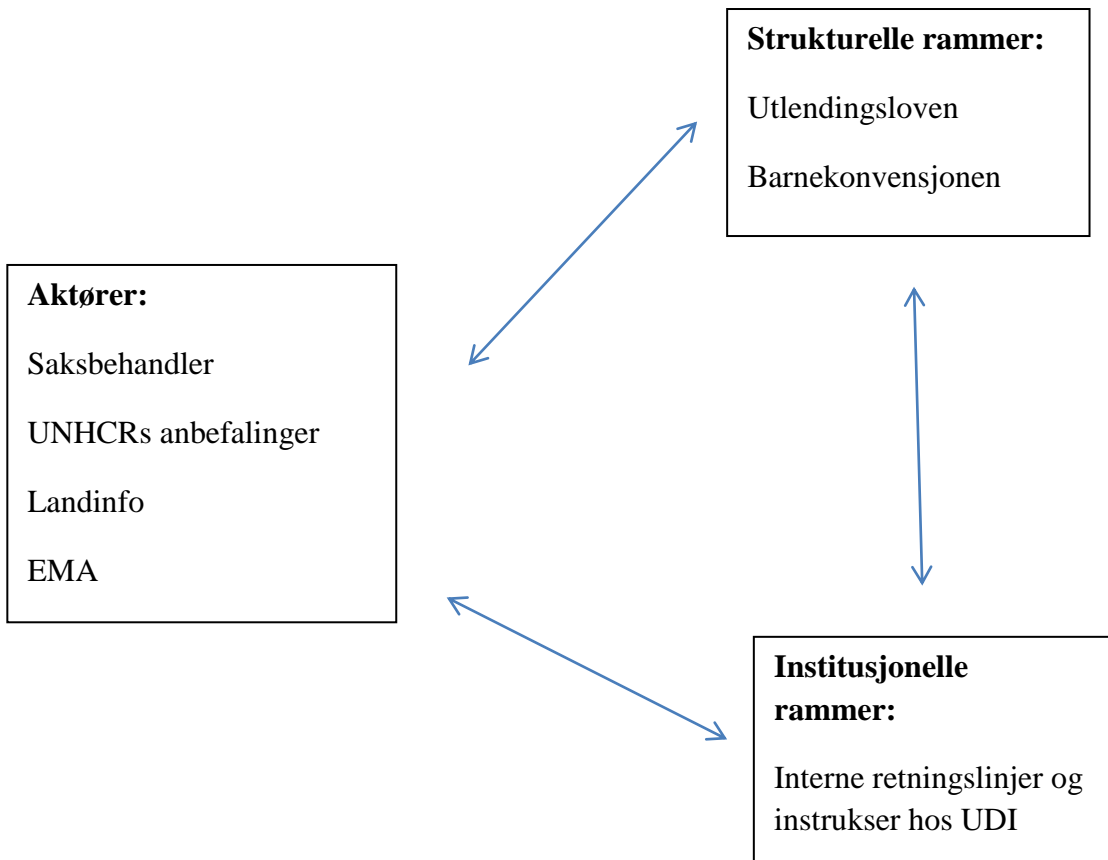 Strukturelle rammer:
Utlendingsloven
Barnekonvensjonen
Aktører:
Saksbehandler
UNHCRs anbefalinger
Landinfo
EMA
Institusjonelle
rammer:
Interne retningslinjer og
instrukser hos UDI